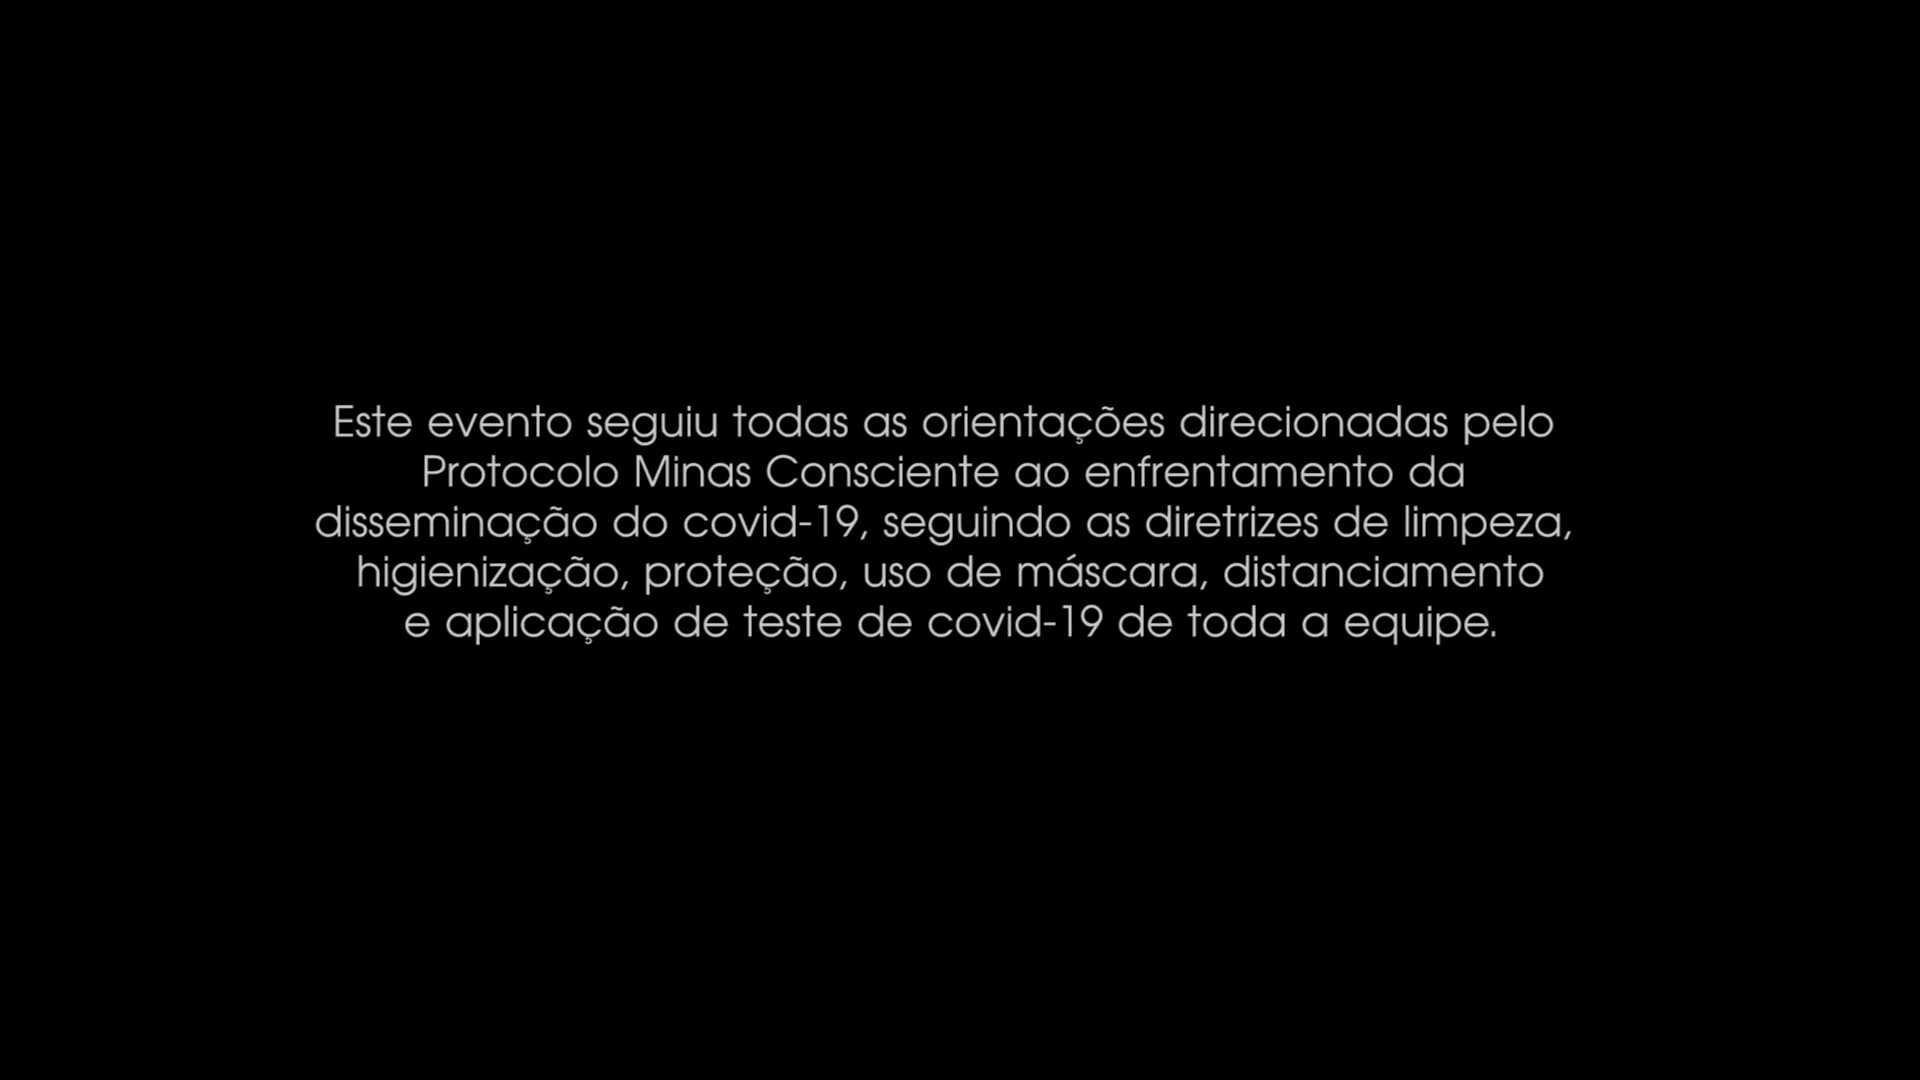 Este evento seguiu todas as orientações direcionadas pelo
Protocolo Minas Consciente ao enfrentamento da
disseminação do covid-19, seguindo as diretrizes de limpeza,
higienização, proteção, uso de máscara, distanciamento
e aplicação de teste de covid-19 de toda a equipe.